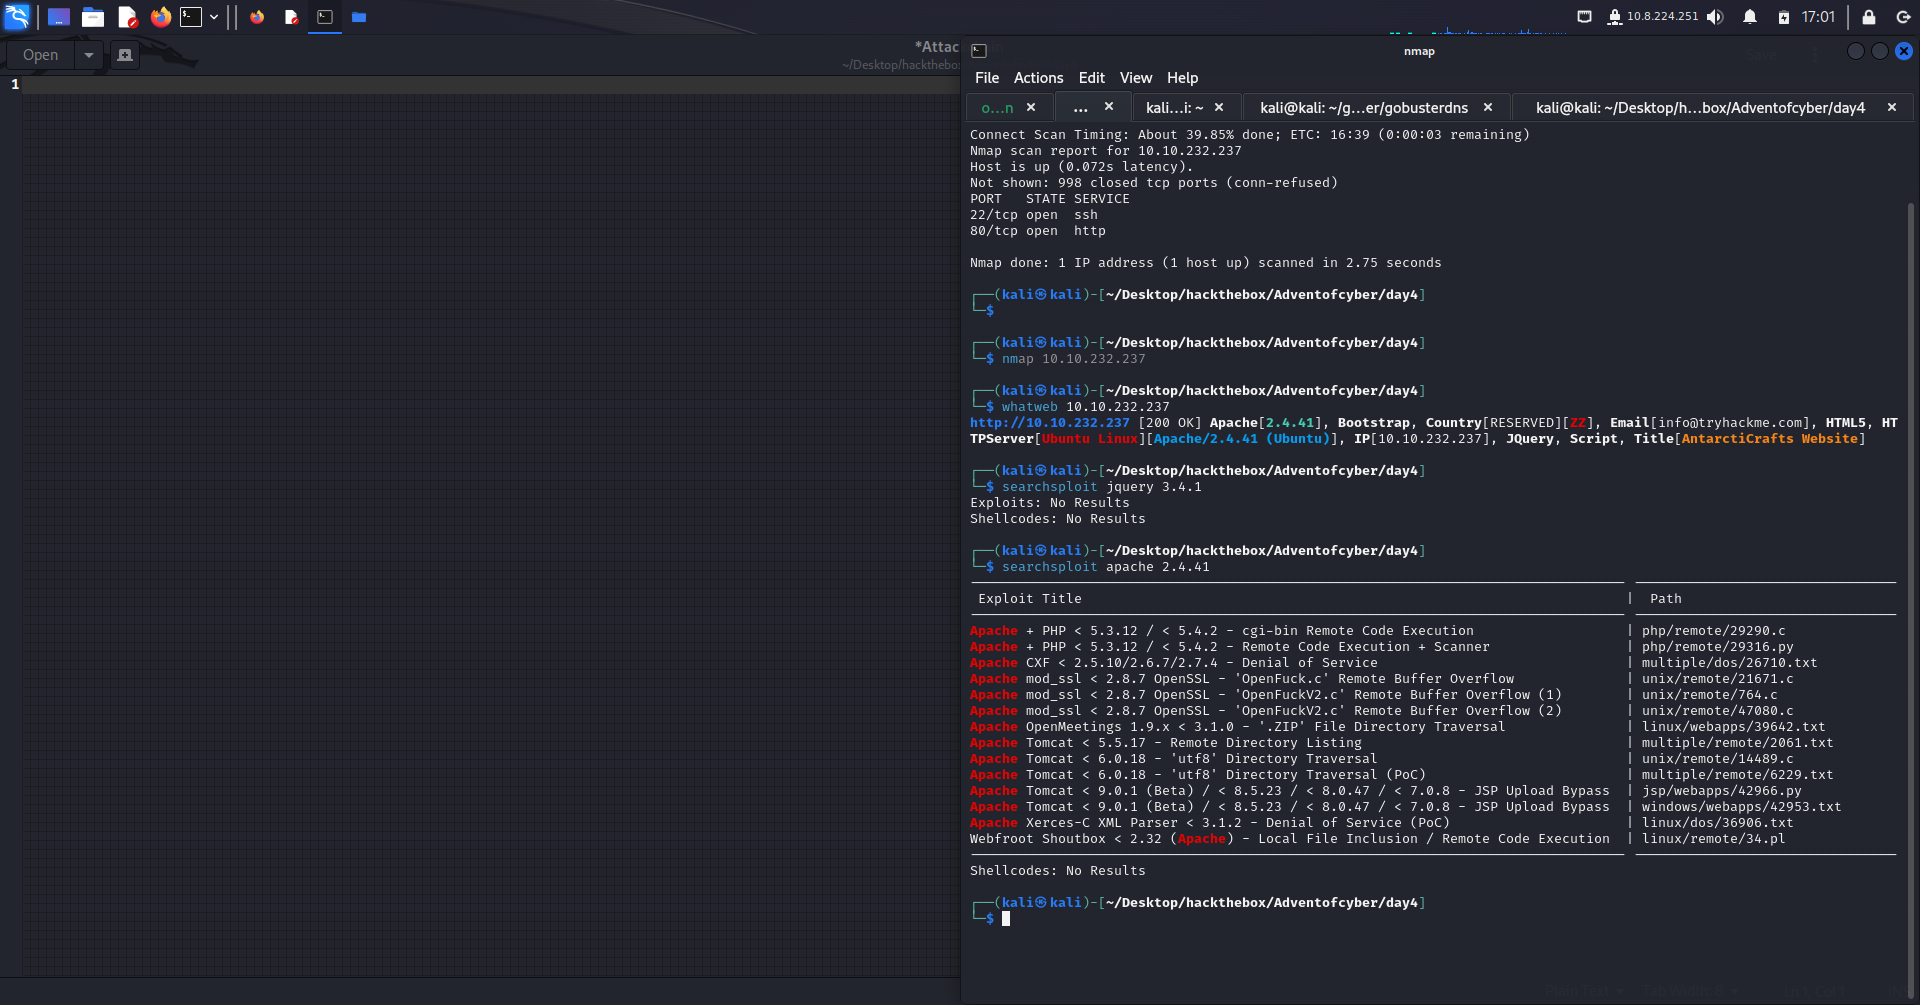 10.8.224.251 17:01
Open
*Attac
~/Desktop/hackthebo
1
nmap
File Actions Edit View Help
o...n
...
kali...i: ~
kali@kali: ~/g...er/gobusterdns
kali@kali: ~/Desktop/h...box/Adventofcyber/day4
Connect Scan Timing: About 39.85% done; ETC: 16:39 (0:00:03 remaining)
Nmap scan report for 10.10.232.237
Host is up (0.072s latency).
Not shown: 998 closed tcp ports (conn-refused)
PORT   STATE SERVICE
22/tcp open  ssh
80/tcp open  http
Nmap done: 1 IP address (1 host up) scanned in 2.75 seconds
┌──(kali㉿kali)-[~/Desktop/hackthebox/Adventofcyber/day4]
└─$
┌──(kali㉿kali)-[~/Desktop/hackthebox/Adventofcyber/day4]
└─$ nmap 10.10.232.237
┌──(kali㉿kali)-[~/Desktop/hackthebox/Adventofcyber/day4]
└─$ whatweb 10.10.232.237
http://10.10.232.237 [200 OK] Apache[2.4.41], Bootstrap, Country[RESERVED][ZZ], Email[info@tryhackme.com], HTML5, HT
TPServer[Ubuntu Linux][Apache/2.4.41 (Ubuntu)], IP[10.10.232.237], JQuery, Script, Title[AntarctiCrafts Website]
┌──(kali㉿kali)-[~/Desktop/hackthebox/Adventofcyber/day4]
└─$ searchsploit jquery 3.4.1
Exploits: No Results
Shellcodes: No Results
┌──(kali㉿kali)-[~/Desktop/hackthebox/Adventofcyber/day4]
└─$ searchsploit apache 2.4.41
Exploit Title | Path
Apache + PHP < 5.3.12 / < 5.4.2 - cgi-bin Remote Code Execution | php/remote/29290.c
Apache + PHP < 5.3.12 / < 5.4.2 - Remote Code Execution + Scanner | php/remote/29316.py
Apache CXF < 2.5.10/2.6.7/2.7.4 - Denial of Service | multiple/dos/26710.txt
Apache mod_ssl < 2.8.7 OpenSSL - 'OpenFuck.c' Remote Buffer Overflow | unix/remote/21671.c
Apache mod_ssl < 2.8.7 OpenSSL - 'OpenFuckV2.c' Remote Buffer Overflow (1) | unix/remote/764.c
Apache mod_ssl < 2.8.7 OpenSSL - 'OpenFuckV2.c' Remote Buffer Overflow (2) | unix/remote/47080.c
Apache OpenMeetings 1.9.x < 3.1.0 - '.ZIP' File Directory Traversal | linux/webapps/39642.txt
Apache Tomcat < 5.5.17 - Remote Directory Listing | multiple/remote/2061.txt
Apache Tomcat < 6.0.18 - 'utf8' Directory Traversal | unix/remote/14489.c
Apache Tomcat < 6.0.18 - 'utf8' Directory Traversal (PoC) | multiple/remote/6229.txt
Apache Tomcat < 9.0.1 (Beta) / < 8.5.23 / < 8.0.47 / < 7.0.8 - JSP Upload Bypass | jsp/webapps/42966.py
Apache Tomcat < 9.0.1 (Beta) / < 8.5.23 / < 8.0.47 / < 7.0.8 - JSP Upload Bypass | windows/webapps/42953.txt
Apache Xerces-C XML Parser < 3.1.2 - Denial of Service (PoC) | linux/dos/36906.txt
Webfroot Shoutbox < 2.32 (Apache) - Local File Inclusion / Remote Code Execution | linux/remote/34.pl
Shellcodes: No Results
┌──(kali㉿kali)-[~/Desktop/hackthebox/Adventofcyber/day4]
└─$